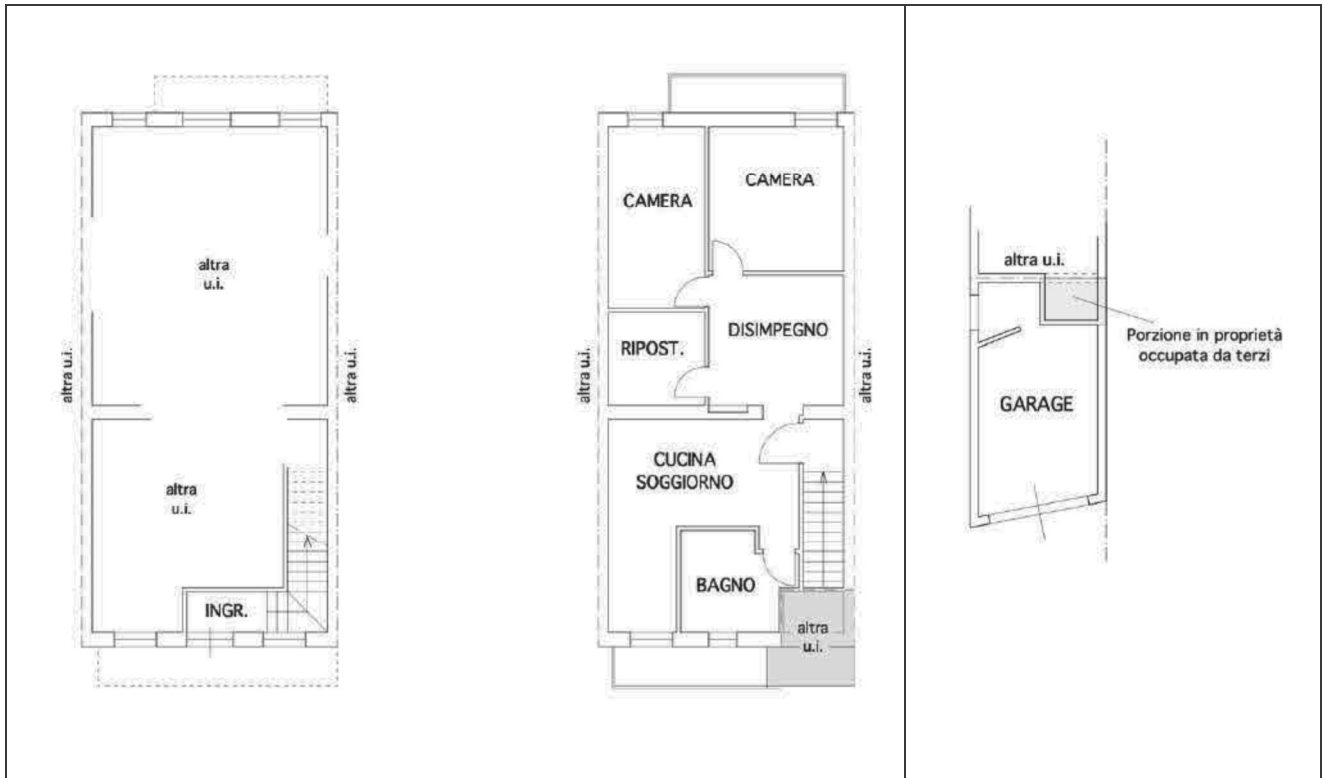 altra
u.i.
altra u.i.
altra u.i.
altra
u.i.
INGR.
CAMERA
CAMERA
DISIMPEGNO
RIPOST.
altra u.i.
altra u.i.
CUCINA
SOGGIORNO
BAGNO
altra
u.i.
altra u.i.
Porzione in proprietà
occupata da terzi
GARAGE